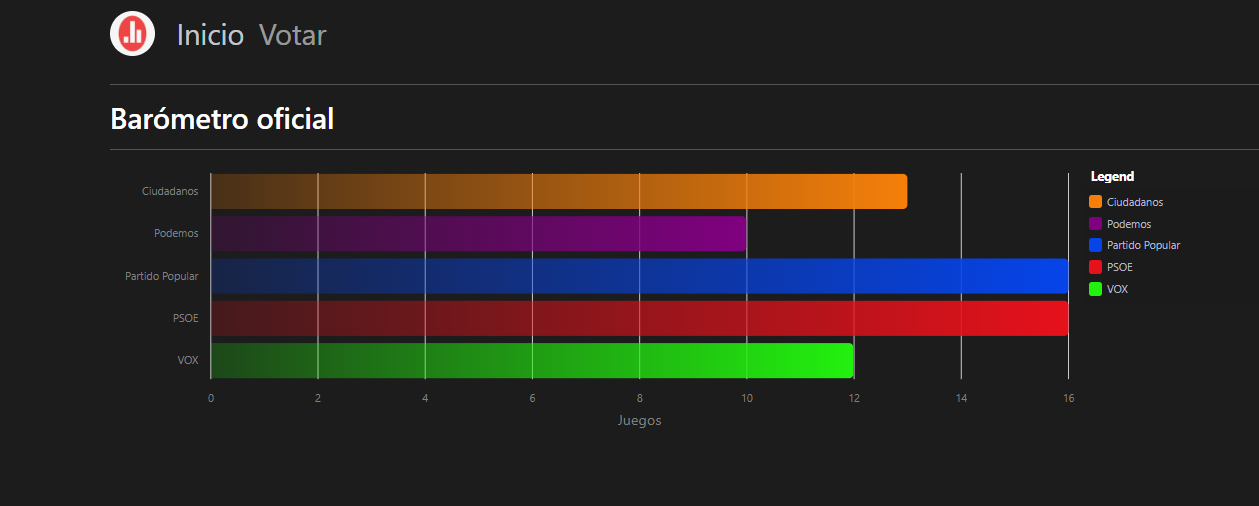 Inicio Votar
Barómetro oficial
Ciudadanos
Podemos
Partido Popular
PSOE
VOX
0 2 4 6 8 10 12 14 16
Juegos
Legend
Ciudadanos
Podemos
Partido Popular
PSOE
VOX